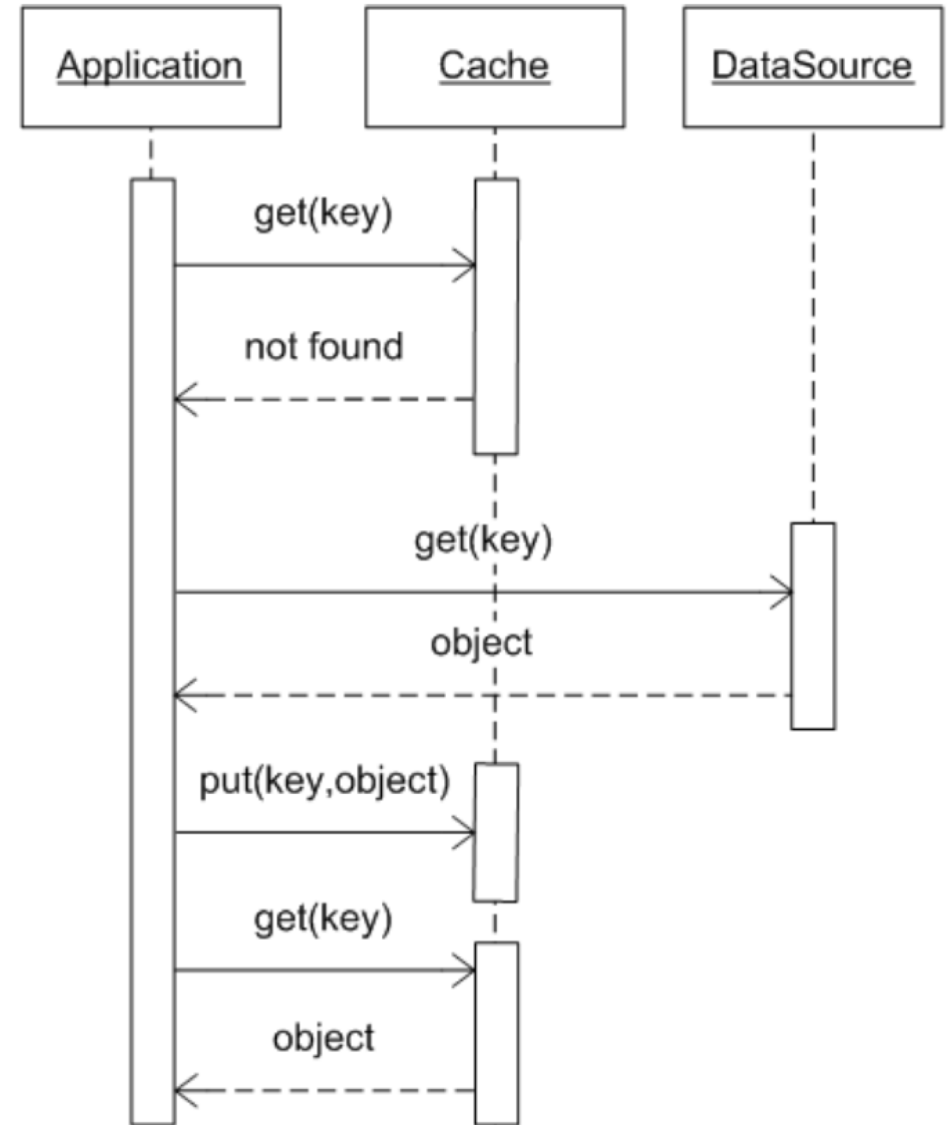 Application
Cache
DataSource
get(key)
not found
get(key)
object
put(key,object)
get(key)
object